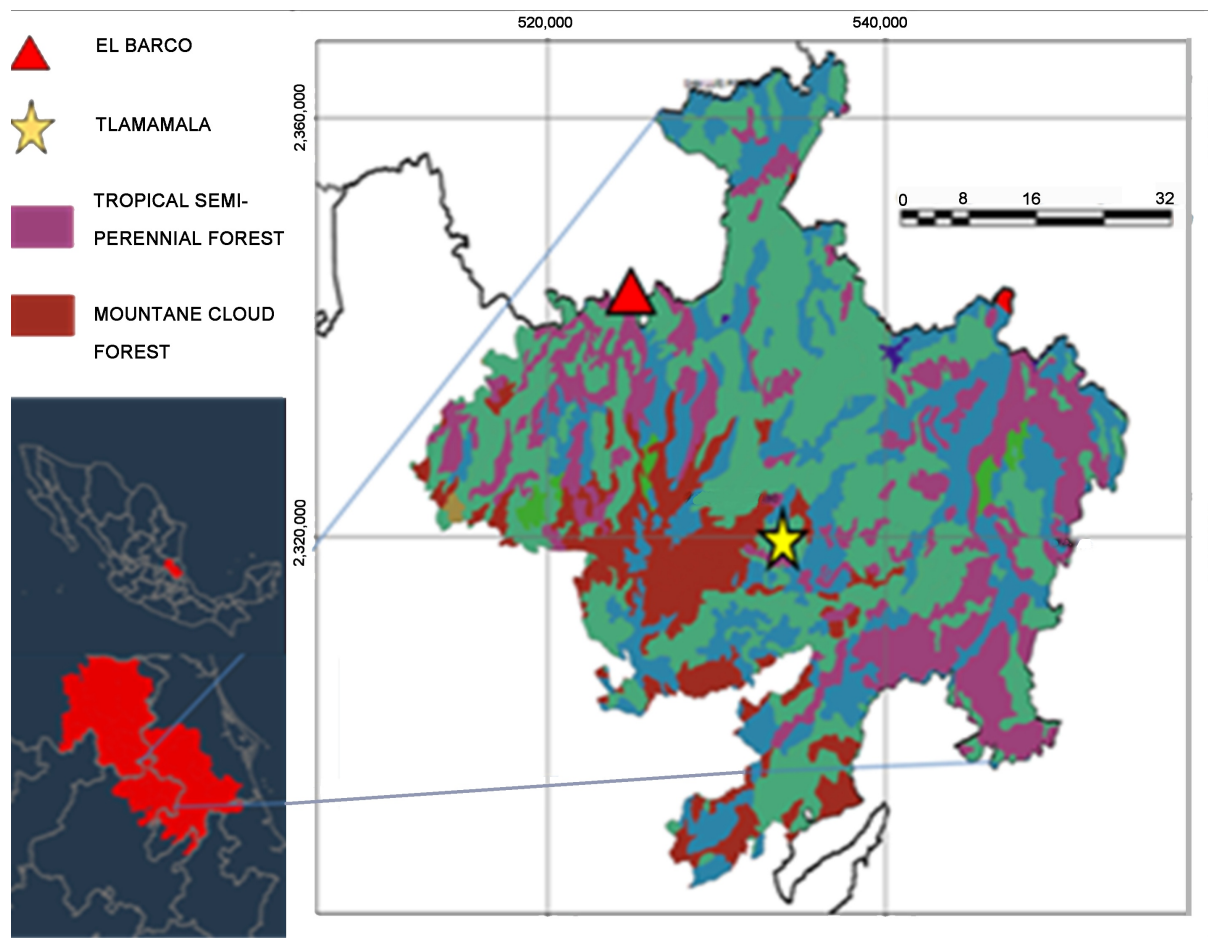 520,000 540,000
EL BARCO
TLAMAMALA
2,360,000
TROPICAL SEMI-
PERENNIAL FOREST
0 8 16 32
MOUNTANE CLOUD
FOREST
2,320,000